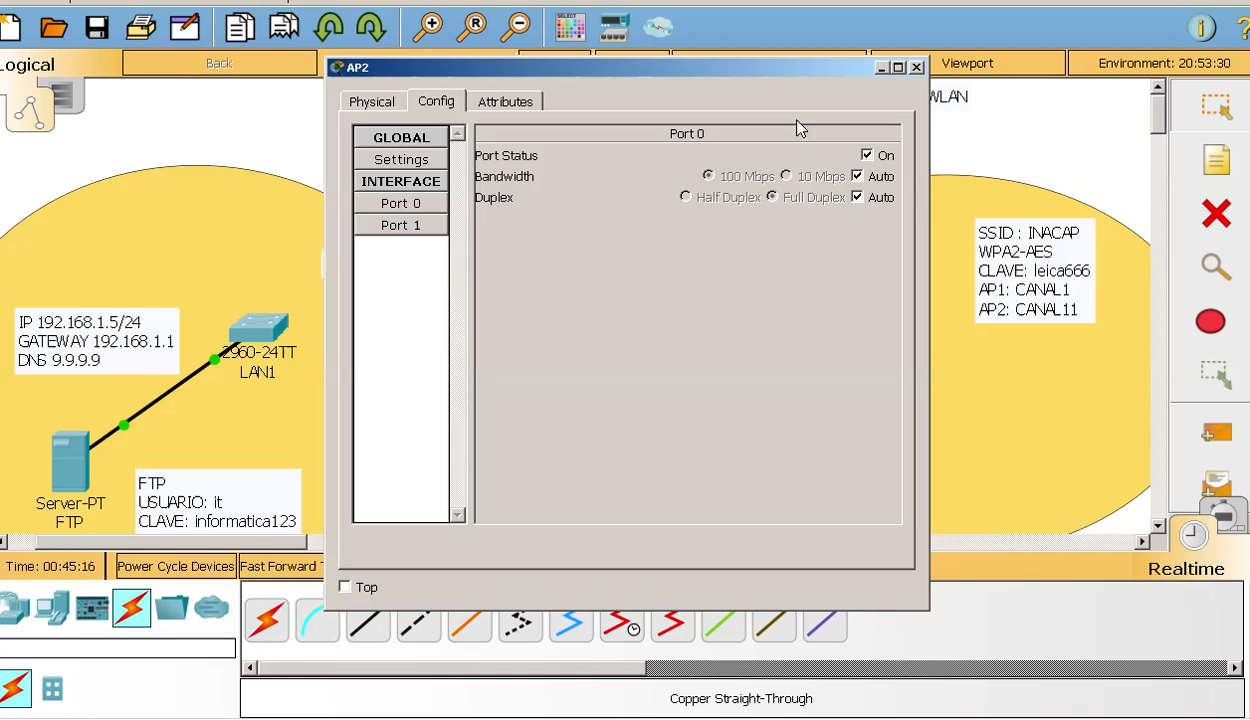 SELECT
i
?
Logical
Back
Viewport
Environment: 20:53:30
AP2
Physical
Config
Attributes
WLAN
GLOBAL
Settings
INTERFACE
Port 0
Port 1
Port 0
Port Status
On
Bandwidth
100 Mbps
10 Mbps
Auto
Duplex
Half Duplex
Full Duplex
Auto
SSID : INACAP
WPA2-AES
CLAVE: leica666
AP1: CANAL1
AP2: CANAL11
IP 192.168.1.5/24
GATEWAY 192.168.1.1
DNS 9.9.9.9
2960-24TT
LAN1
Server-PT
FTP
FTP
USUARIO: it
CLAVE: informatica123
Time: 00:45:16
Power Cycle Devices
Fast Forward T
Realtime
Top
Copper Straight-Through